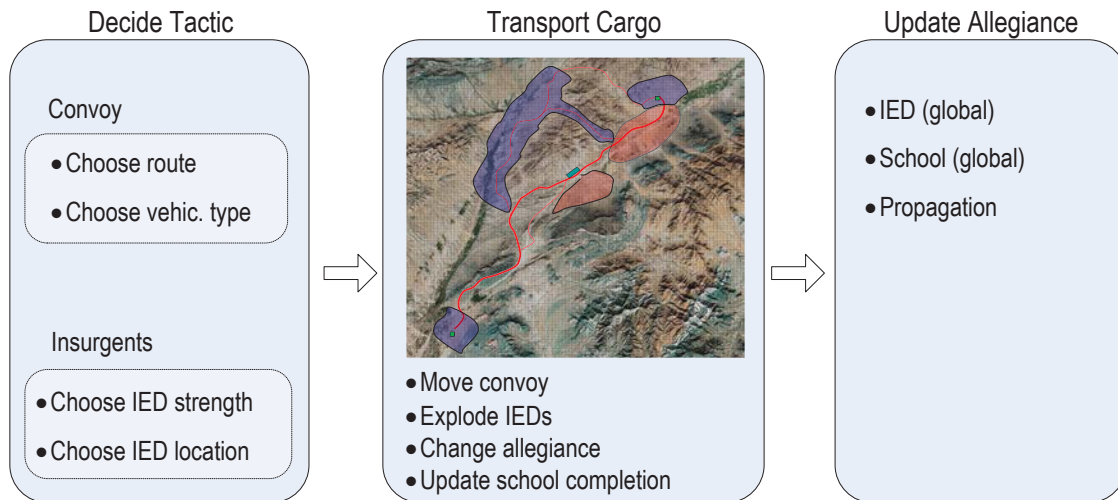 Decide Tactic
Convoy
• Choose route
• Choose vehic. type
Insurgents
• Choose IED strength
• Choose IED location
Transport Cargo
• Move convoy
• Explode IEDs
• Change allegiance
• Update school completion
Update Allegiance
• IED (global)
• School (global)
• Propagation